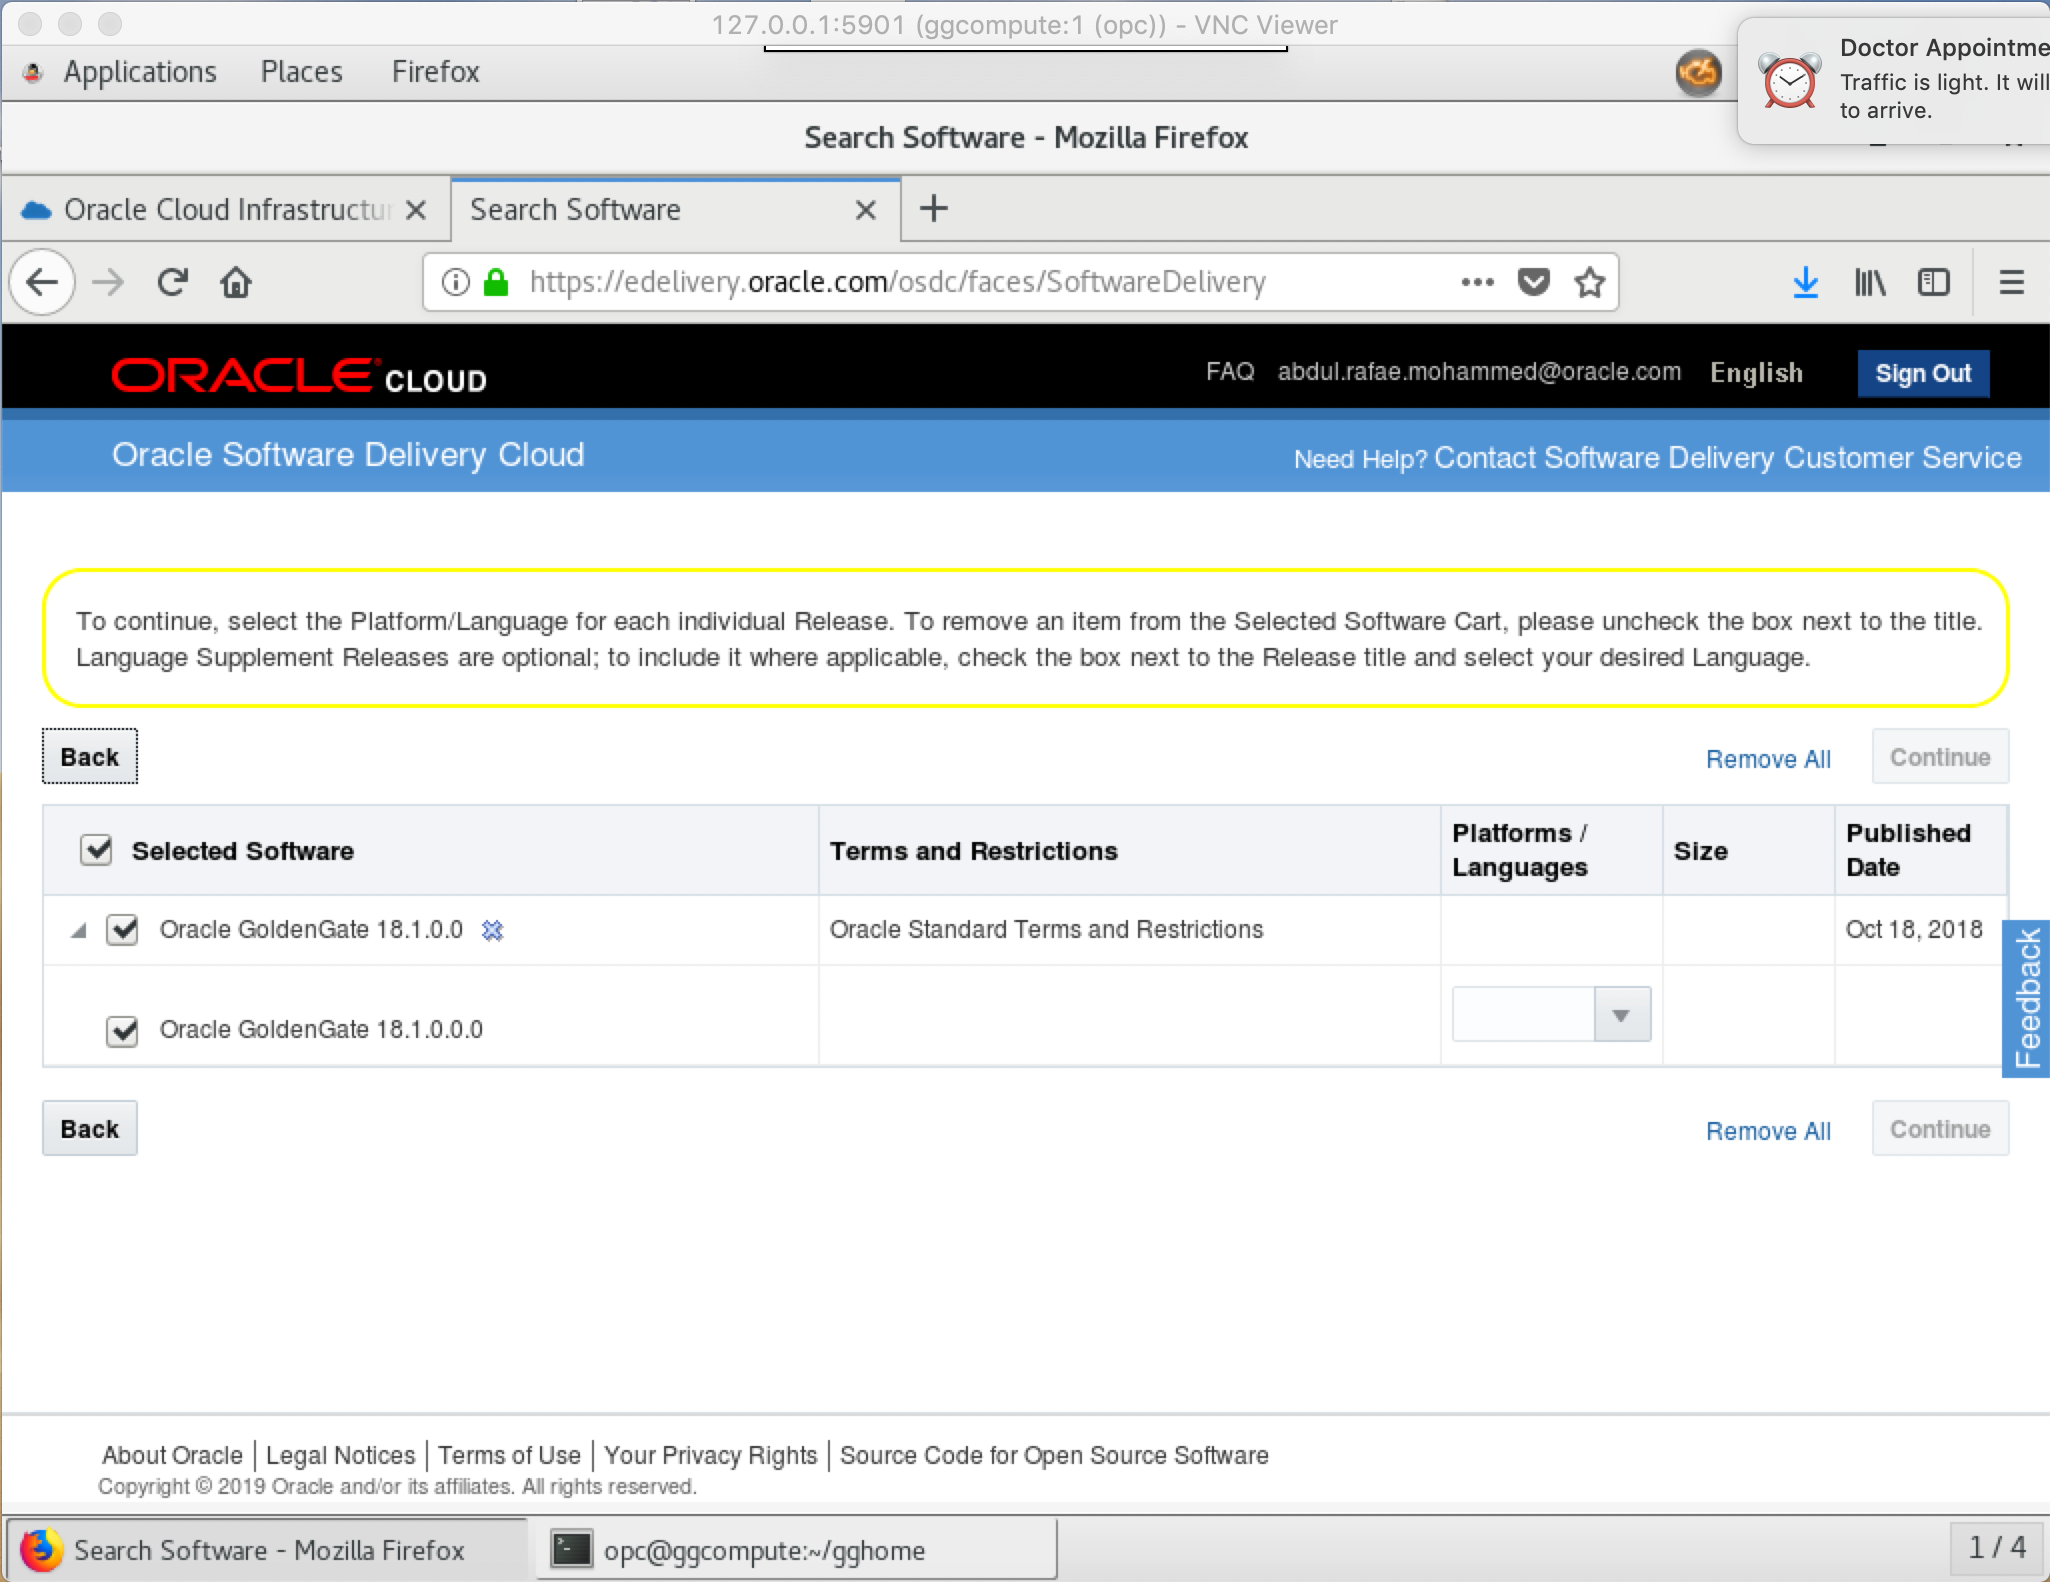 127.0.0.1:5901 (ggcompute:1 (opc)) - VNC Viewer
Applications Places Firefox
Doctor Appointme
Traffic is light. It will
to arrive.
Search Software - Mozilla Firefox
Oracle Cloud Infrastructur
Search Software
https://edelivery.oracle.com/osdc/faces/SoftwareDelivery
ORACLE CLOUD
FAQ abdul.rafae.mohammed@oracle.com English Sign Out
Oracle Software Delivery Cloud
Need Help? Contact Software Delivery Customer Service
To continue, select the Platform/Language for each individual Release. To remove an item from the Selected Software Cart, please uncheck the box next to the title.
Language Supplement Releases are optional; to include it where applicable, check the box next to the Release title and select your desired Language.
Back Remove All Continue
Selected Software Terms and Restrictions Platforms / Languages Size Published Date
Oracle GoldenGate 18.1.0.0 Oracle Standard Terms and Restrictions Oct 18, 2018
Oracle GoldenGate 18.1.0.0.0
Feedback
Back Remove All Continue
About Oracle | Legal Notices | Terms of Use | Your Privacy Rights | Source Code for Open Source Software
Copyright © 2019 Oracle and/or its affiliates. All rights reserved.
Search Software - Mozilla Firefox
opc@ggcompute:~/gghome
1 / 4